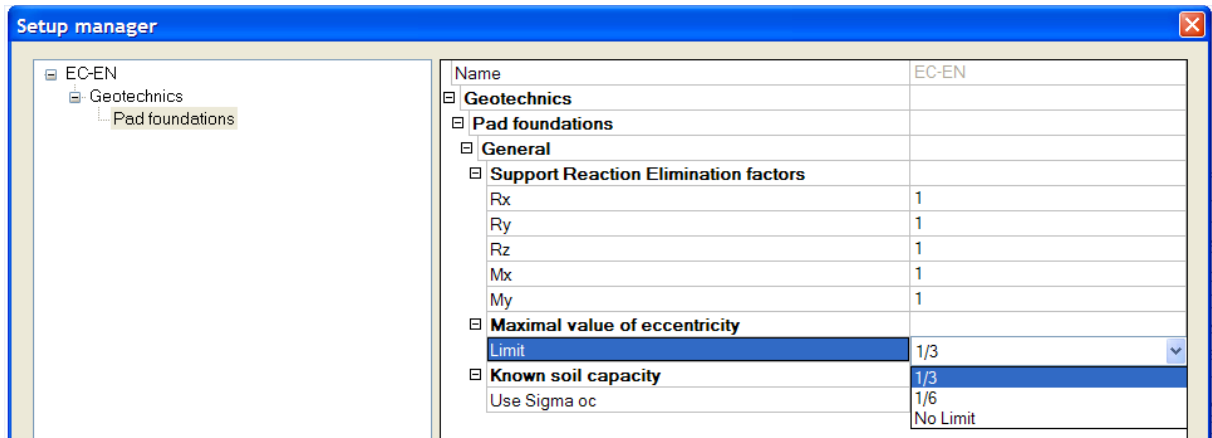 Setup manager
EC-EN
Geotechnics
Pad foundations
Name EC-EN
Geotechnics
Pad foundations
General
Support Reaction Elimination factors
Rx 1
Ry 1
Rz 1
Mx 1
My 1
Maximal value of eccentricity
Limit 1/3
Known soil capacity 1/3
Use Sigma oc 1/6
No Limit